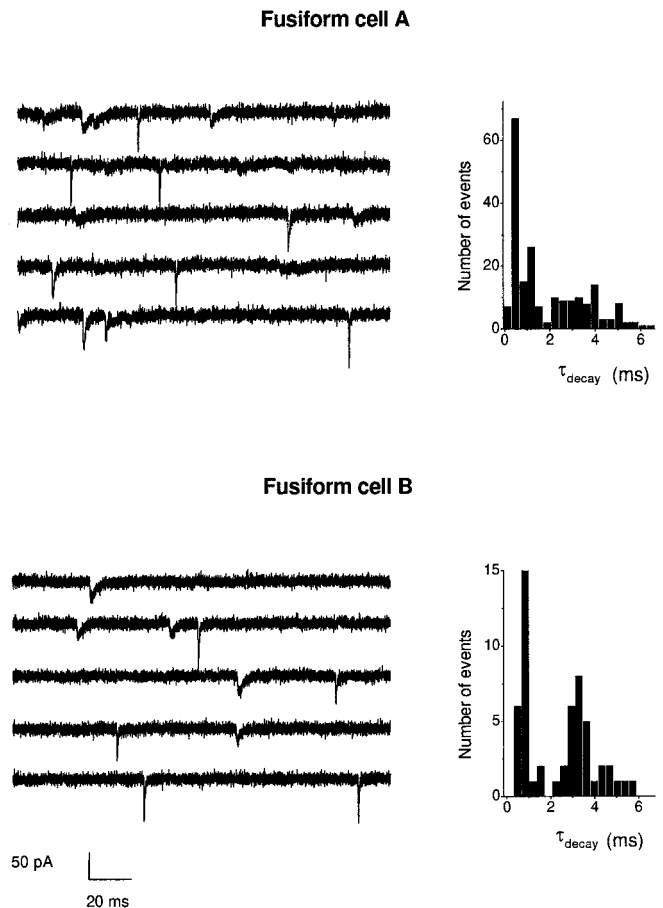 Fusiform cell A
Number of events
60
40
20
0
0 2 4 6
τdecay (ms)
Fusiform cell B
Number of events
15
10
5
0
0 2 4 6
τdecay (ms)
50 pA
20 ms